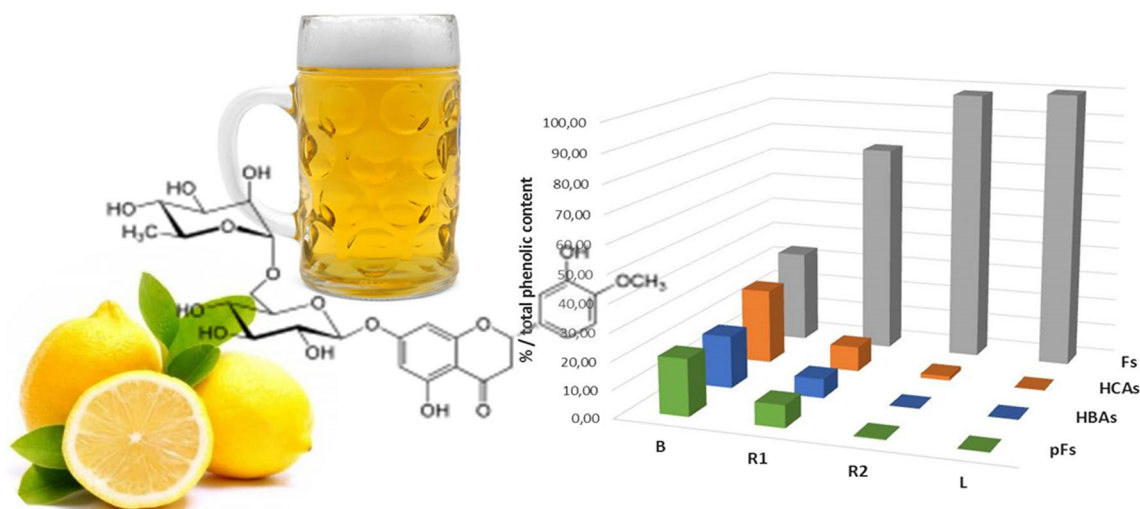 OH
HO
HO
H₃C
O
O
HO
HO
OH
O
O
O
OH
O
OH
OCH₃
% / total phenolic content
100,00
90,00
80,00
70,00
60,00
50,00
40,00
30,00
20,00
10,00
0,00
B
R1
R2
L
Fs
HCAs
HBAs
pFs